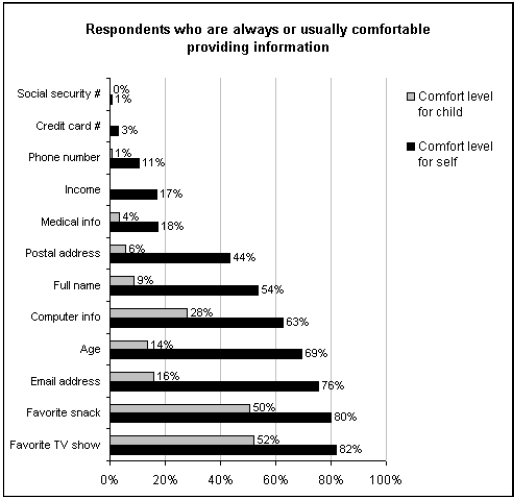 Respondents who are always or usually comfortable
providing information
Social security # 0%
1%
Credit card # 3%
Phone number 1%
11%
Income 17%
Medical info 4%
18%
Postal address 6%
44%
Full name 9%
54%
Computer info 28%
63%
Age 14%
69%
Email address 16%
76%
Favorite snack 50%
80%
Favorite TV show 52%
82%
0% 20% 40% 60% 80% 100%
Comfort level
for child
Comfort level
for self